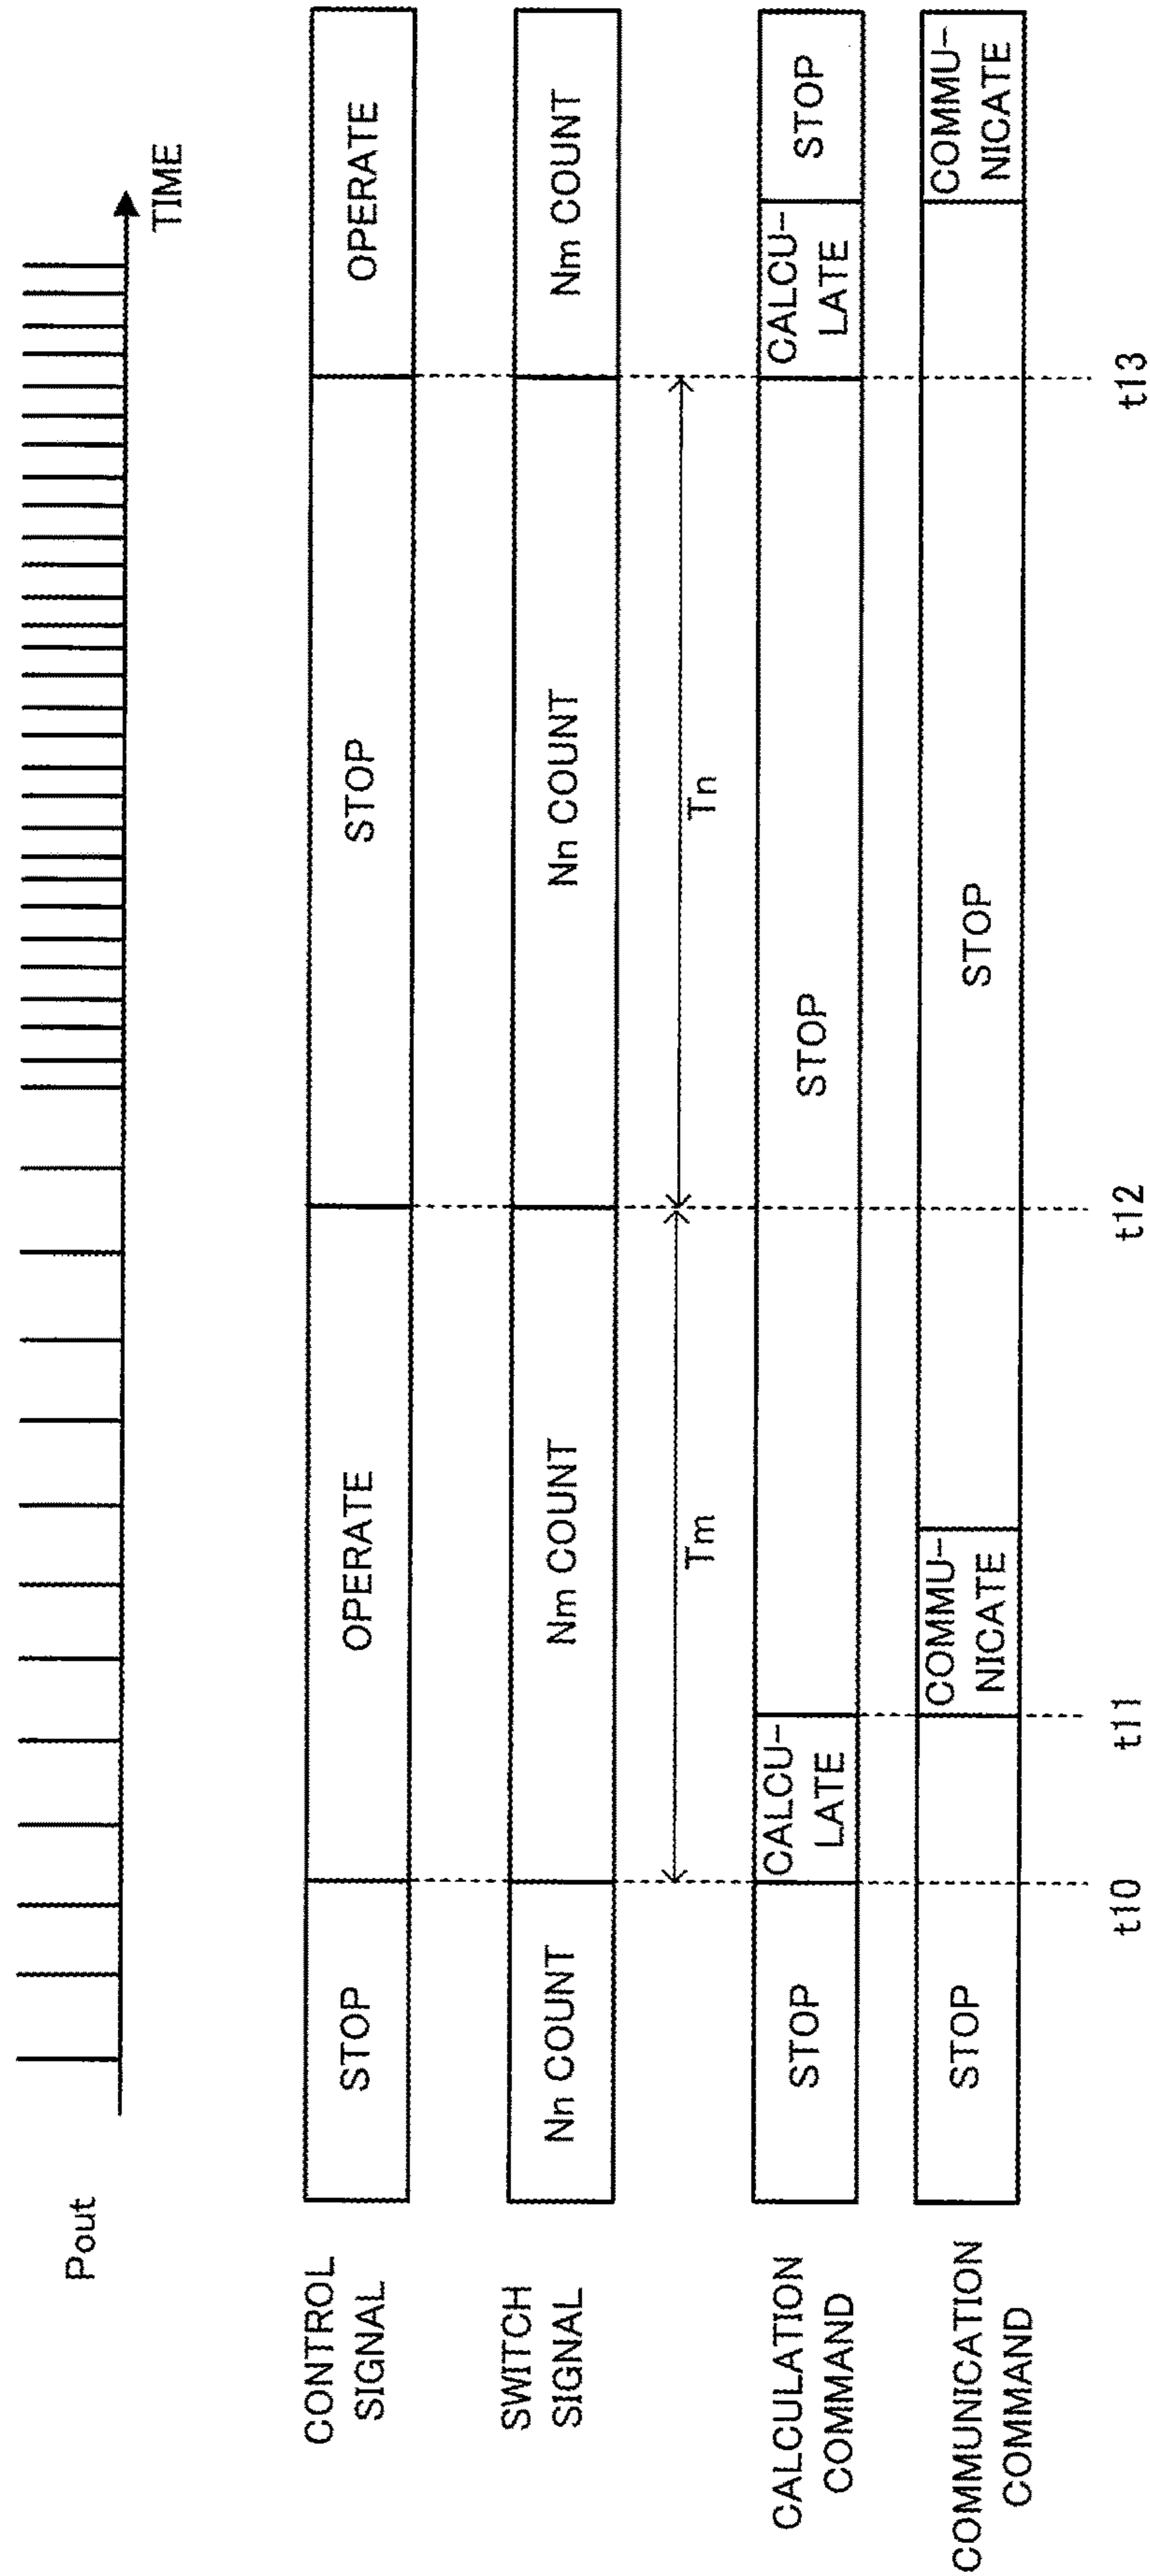 Pout
TIME
CONTROL
SIGNAL
STOP
OPERATE
STOP
OPERATE
SWITCH
SIGNAL
Nn COUNT
Nm COUNT
Nn COUNT
Nm COUNT
Tm
Tn
CALCULATION
COMMAND
STOP
CALCU-
LATE
STOP
CALCU-
LATE
STOP
COMMUNICATION
COMMAND
STOP
COMMU-
NICATE
STOP
COMMU-
NICATE
t10
t11
t12
t13